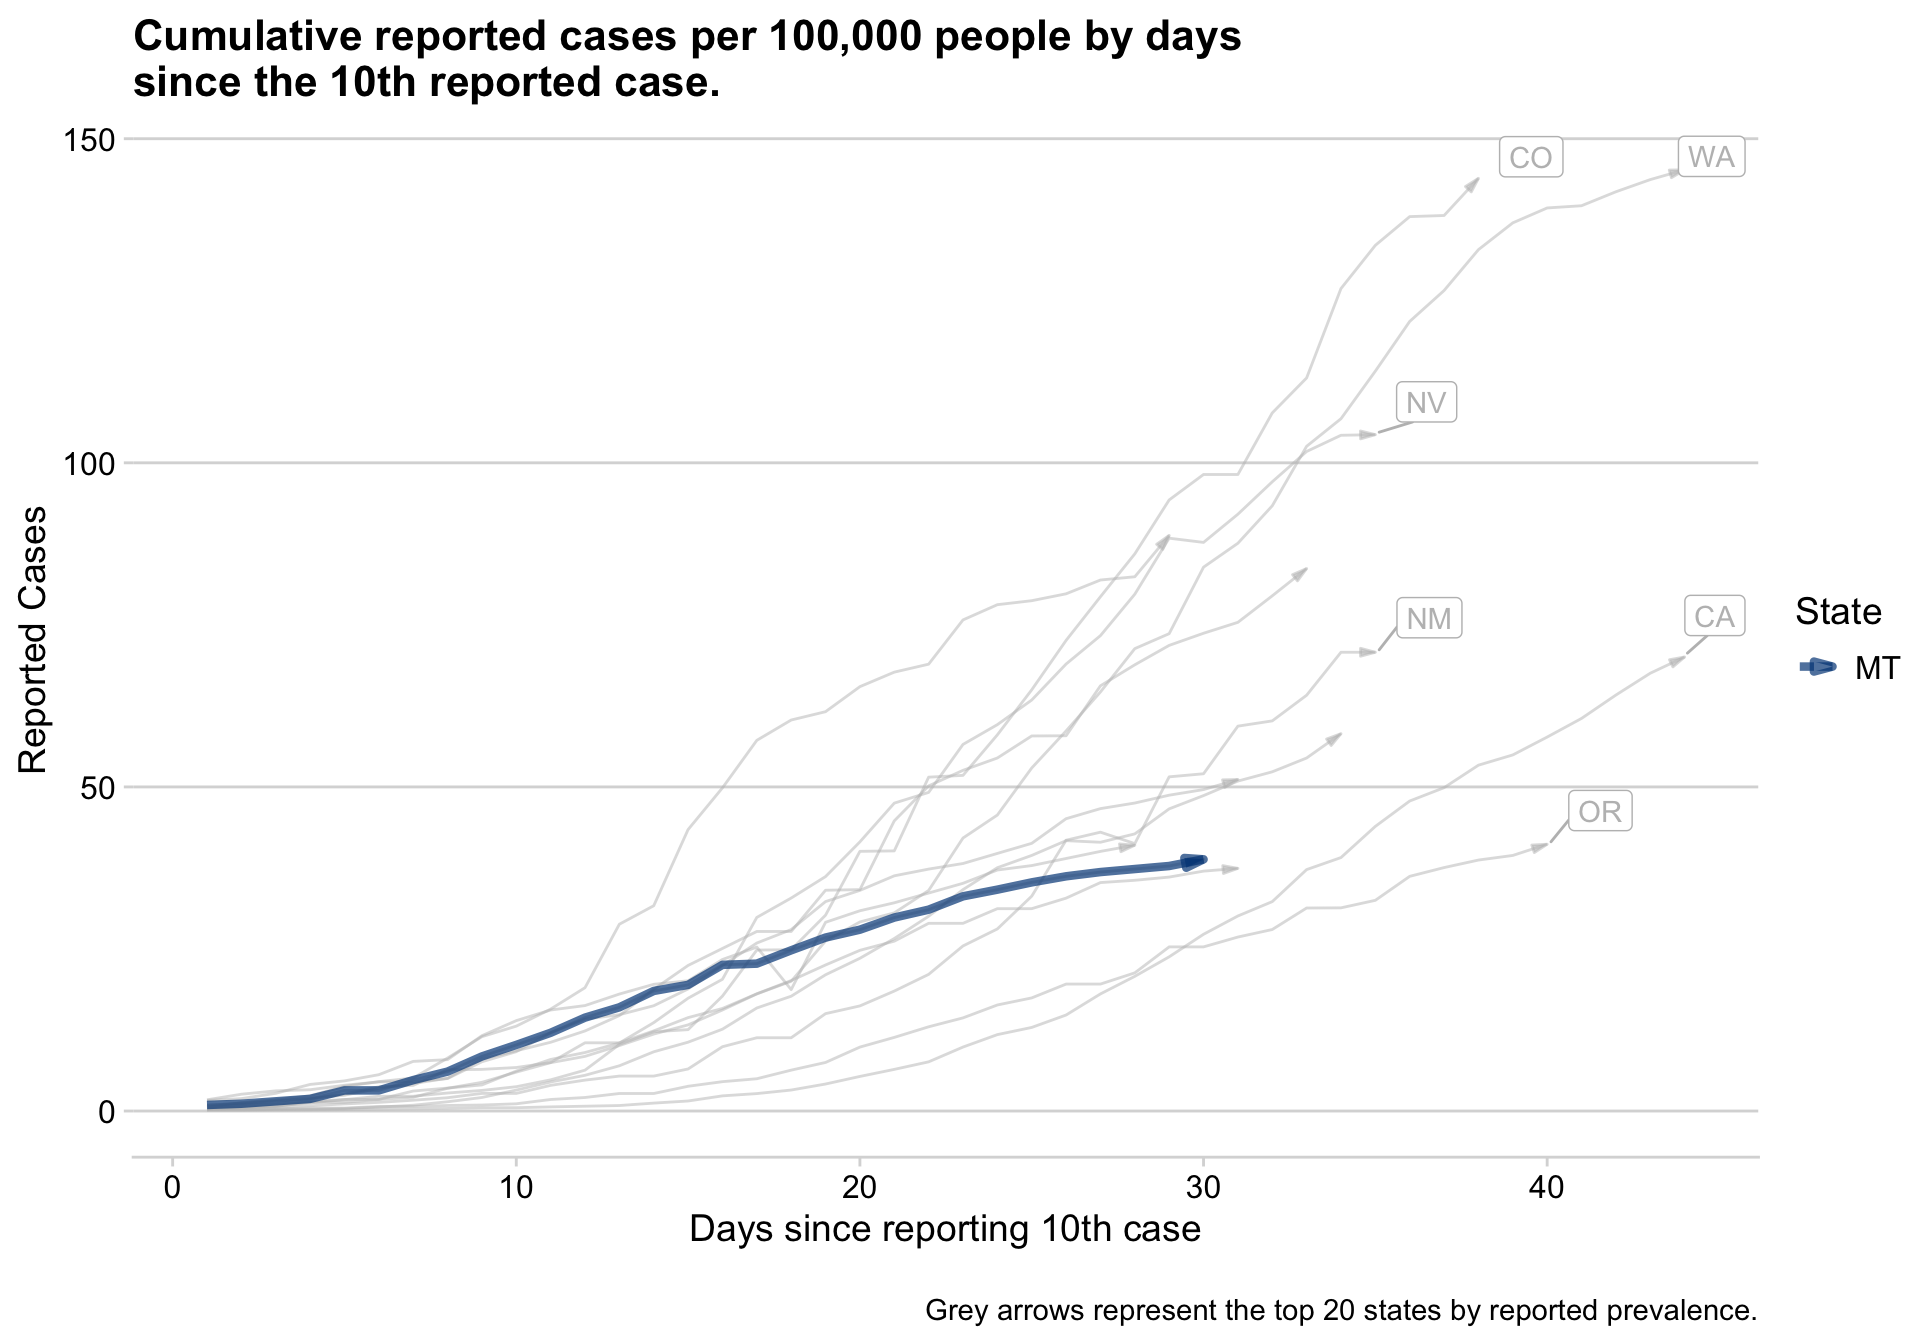 Cumulative reported cases per 100,000 people by days
since the 10th reported case.
150
100
50
0
Reported Cases
CO
WA
NV
NM
CA
OR
State
MT
0 10 20 30 40
Days since reporting 10th case
Grey arrows represent the top 20 states by reported prevalence.